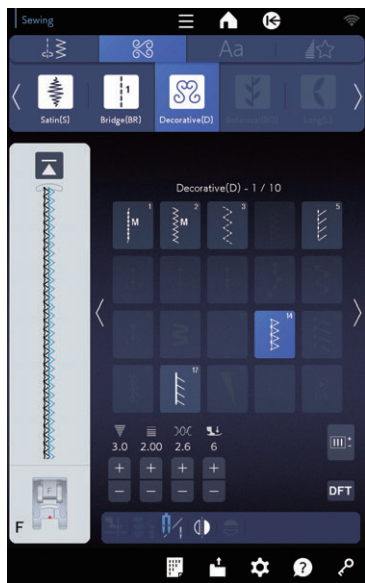 Sewing
Aa
1
Satin(S) Bridge(BR) Decorative(D)
Decorative(D) - 1 / 10
M 1 M 2 3 5
14
17
3.0 2.00 2.6 6
+ + + +
− − − −
DFT
F
?